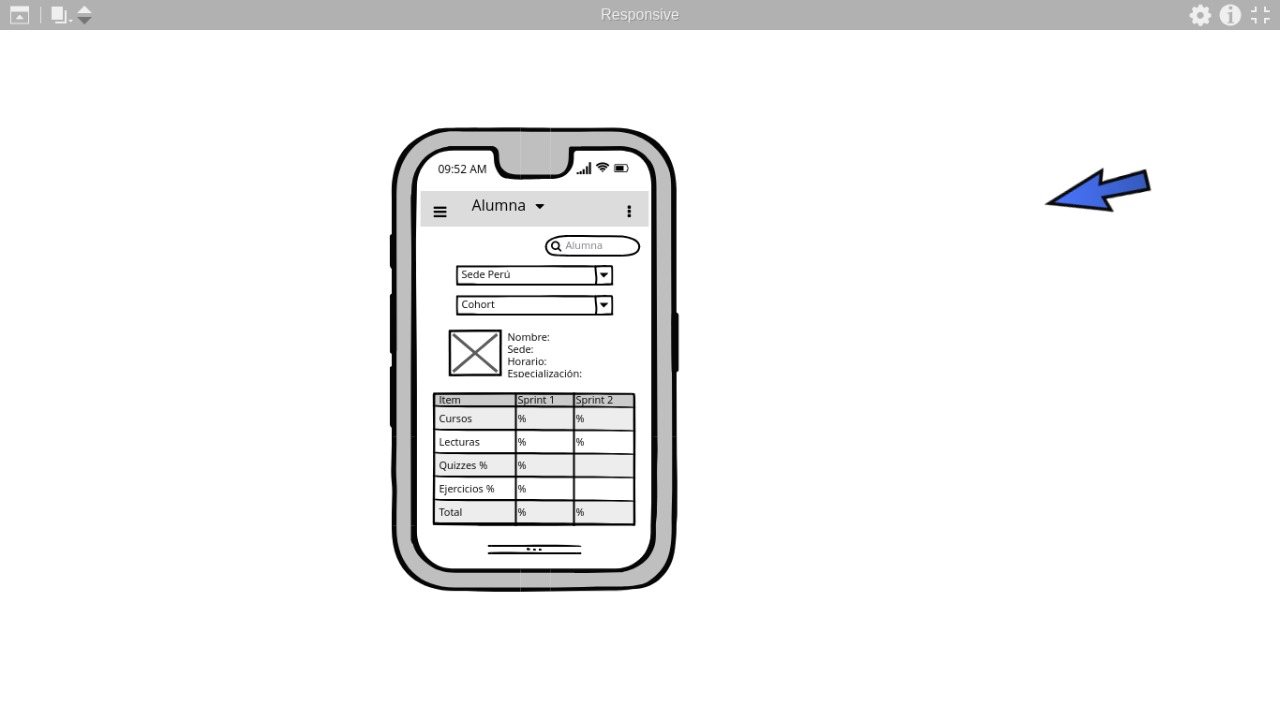 Responsive
09:52 AM
Alumna
Alumna
Sede Perú
Cohort
Nombre:
Sede:
Horario:
Especialización:
Item Sprint 1 Sprint 2
Cursos % %
Lecturas % %
Quizzes % %
Ejercicios % %
Total % %